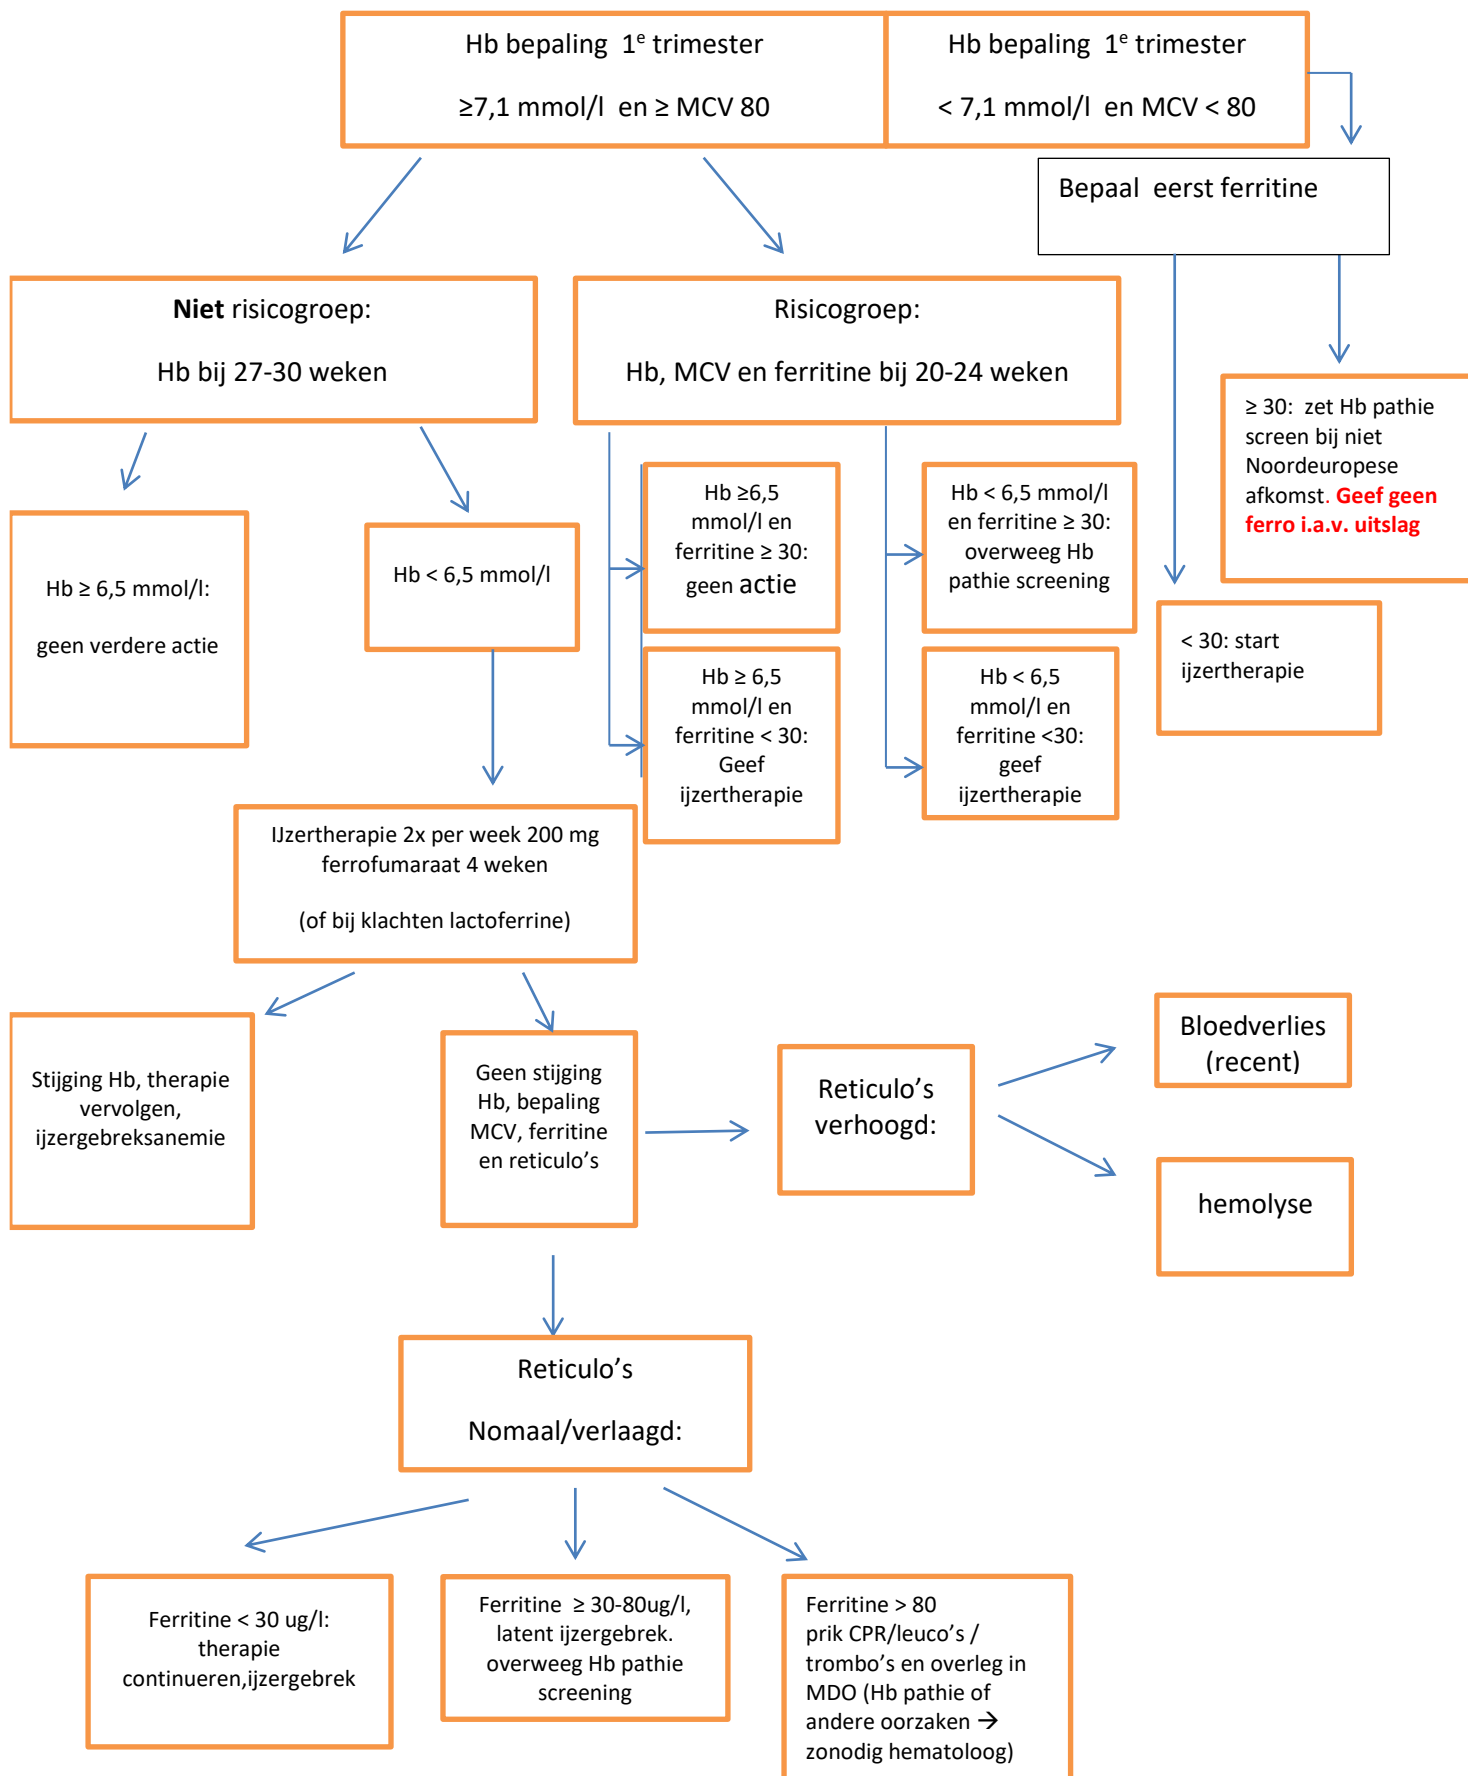 Hb bepaling 1e trimester
≥7,1 mmol/l en ≥ MCV 80
Hb bepaling 1e trimester
< 7,1 mmol/l en MCV < 80
Bepaal eerst ferritine
Niet risicogroep:
Hb bij 27-30 weken
Risicogroep:
Hb, MCV en ferritine bij 20-24 weken
≥ 30: zet Hb pathie
screen bij niet
Noordeuropese
afkomst. Geef geen
ferro i.a.v. uitslag
Hb ≥ 6,5 mmol/l:
geen verdere actie
Hb < 6,5 mmol/l
Hb ≥6,5
mmol/l en
ferritine ≥ 30:
geen actie
Hb < 6,5 mmol/l
en ferritine ≥ 30:
overweeg Hb
pathie screening
< 30: start
ijzertherapie
Hb ≥ 6,5
mmol/l en
ferritine < 30:
Geef
ijzertherapie
Hb < 6,5
mmol/l en
ferritine <30:
geef
ijzertherapie
IJzertherapie 2x per week 200 mg
ferrofumaraat 4 weken
(of bij klachten lactoferrine)
Stijging Hb, therapie
vervolgen,
ijzergebreksanemie
Geen stijging
Hb, bepaling
MCV, ferritine
en reticulo’s
Reticulo’s
verhoogd:
Bloedverlies
(recent)
hemolyse
Reticulo’s
Nomaal/verlaagd:
Ferritine < 30 ug/l:
therapie
continueren,ijzergebrek
Ferritine ≥ 30-80ug/l,
latent ijzergebrek.
overweeg Hb pathie
screening
Ferritine > 80
prik CPR/leuco’s /
trombo’s en overleg in
MDO (Hb pathie of
andere oorzaken →
zonodig hematoloog)